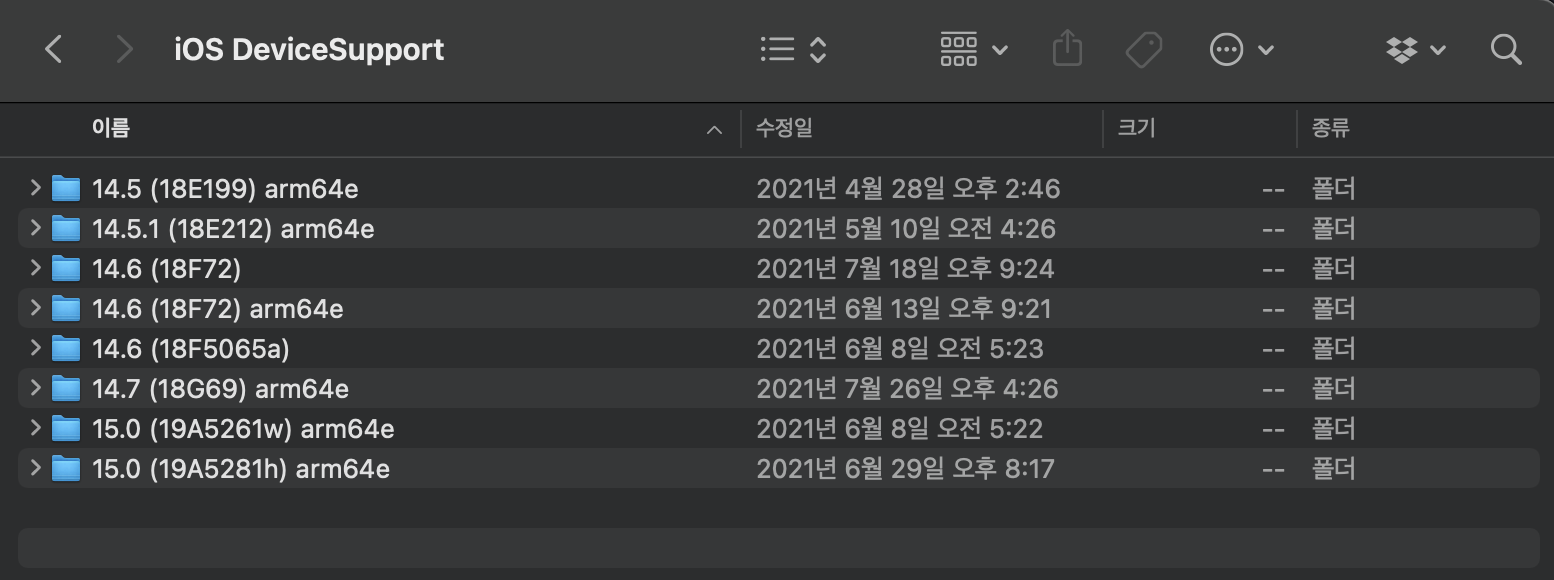 iOS DeviceSupport
이름 수정일 크기 종류
14.5 (18E199) arm64e 2021년 4월 28일 오후 2:46 -- 폴더
14.5.1 (18E212) arm64e 2021년 5월 10일 오전 4:26 -- 폴더
14.6 (18F72) 2021년 7월 18일 오후 9:24 -- 폴더
14.6 (18F72) arm64e 2021년 6월 13일 오후 9:21 -- 폴더
14.6 (18F5065a) 2021년 6월 8일 오전 5:23 -- 폴더
14.7 (18G69) arm64e 2021년 7월 26일 오후 4:26 -- 폴더
15.0 (19A5261w) arm64e 2021년 6월 8일 오전 5:22 -- 폴더
15.0 (19A5281h) arm64e 2021년 6월 29일 오후 8:17 -- 폴더